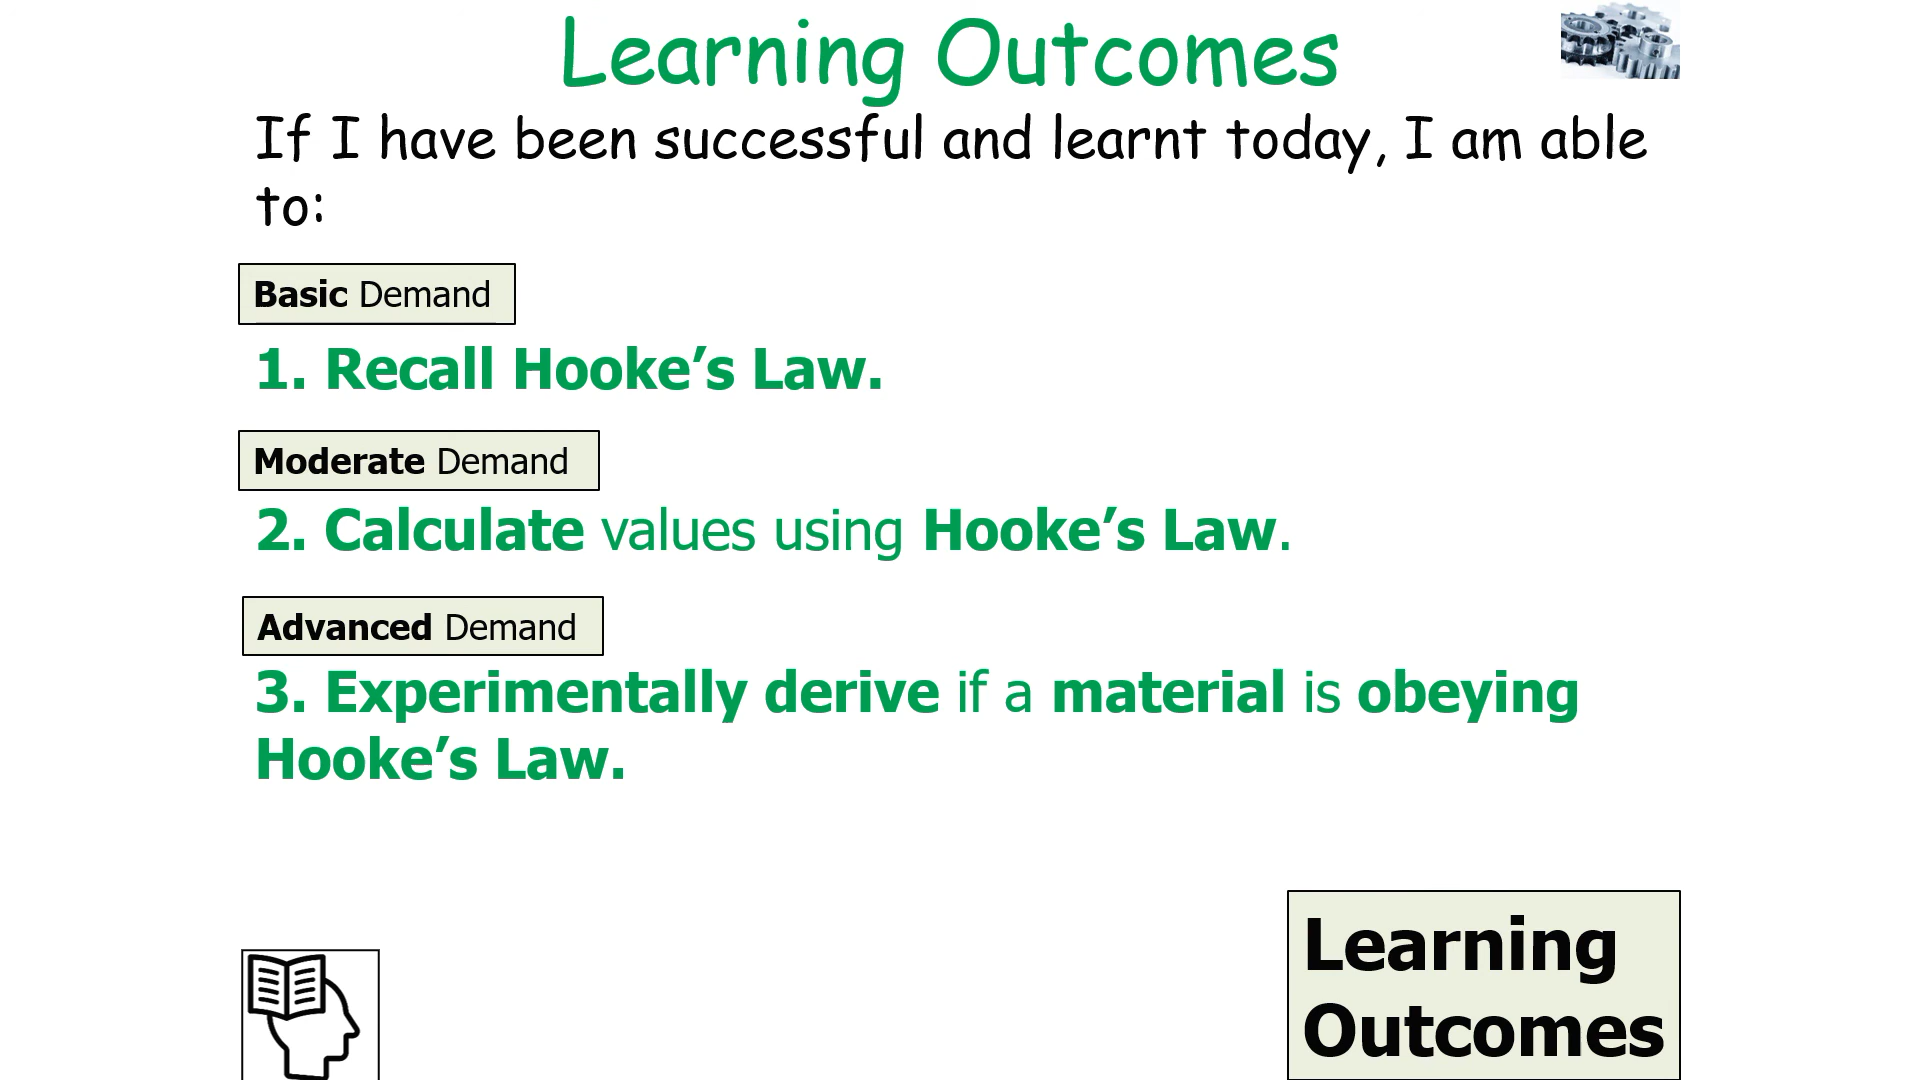 Learning Outcomes
If I have been successful and learnt today, I am able
to:
Basic Demand
1. Recall Hooke’s Law.
Moderate Demand
2. Calculate values using Hooke’s Law.
Advanced Demand
3. Experimentally derive if a material is obeying
Hooke’s Law.
Learning
Outcomes